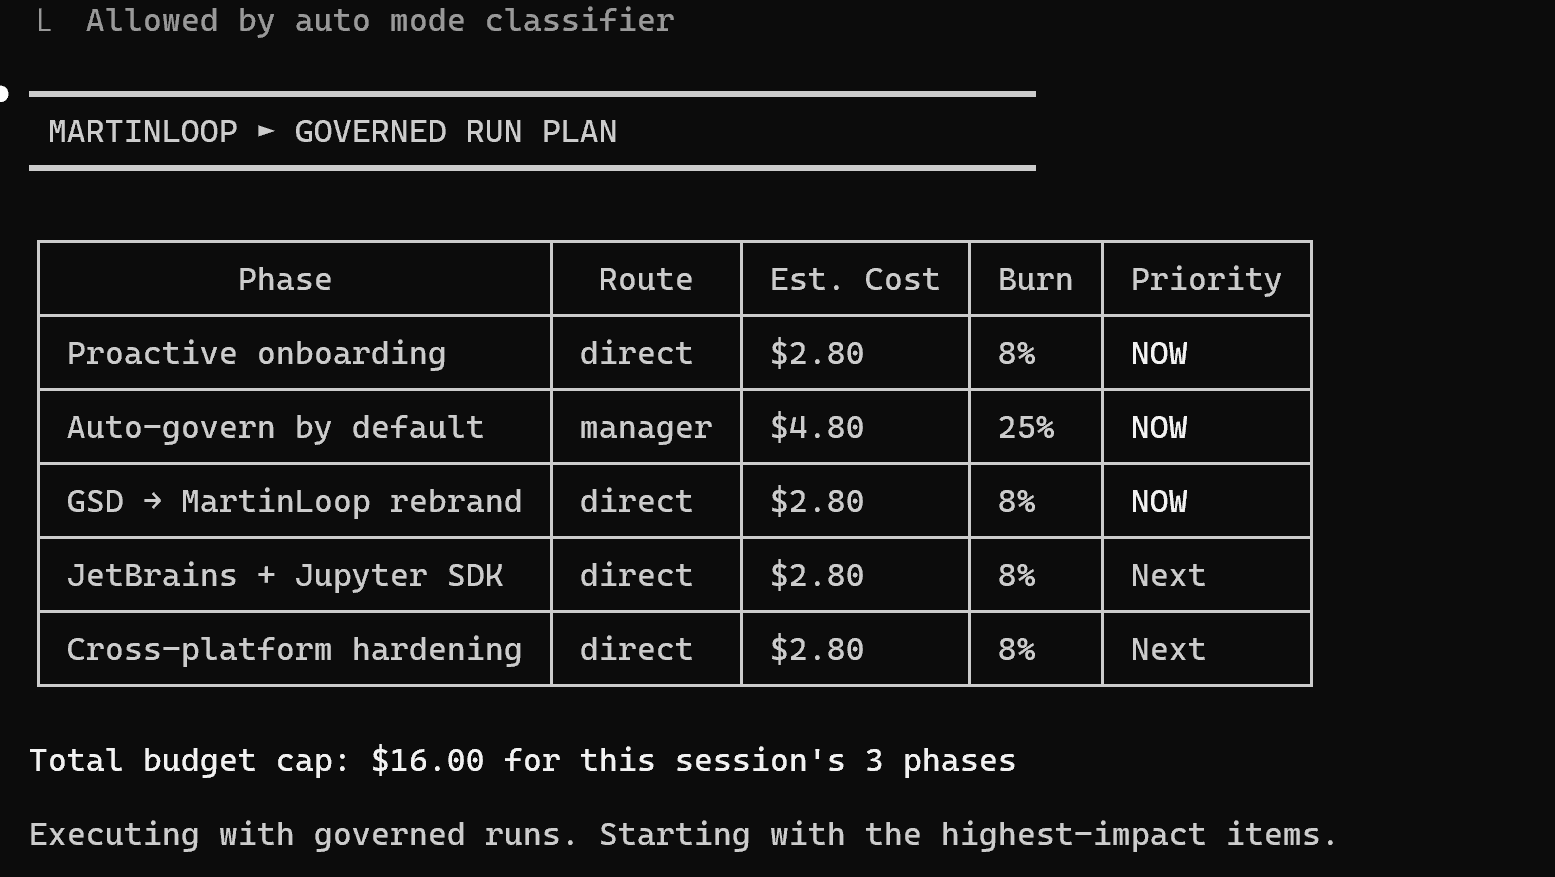 L Allowed by auto mode classifier
MARTINLOOP ► GOVERNED RUN PLAN
Phase Route Est. Cost Burn Priority
Proactive onboarding direct $2.80 8% NOW
Auto-govern by default manager $4.80 25% NOW
GSD → MartinLoop rebrand direct $2.80 8% NOW
JetBrains + Jupyter SDK direct $2.80 8% Next
Cross-platform hardening direct $2.80 8% Next
Total budget cap: $16.00 for this session's 3 phases
Executing with governed runs. Starting with the highest-impact items.